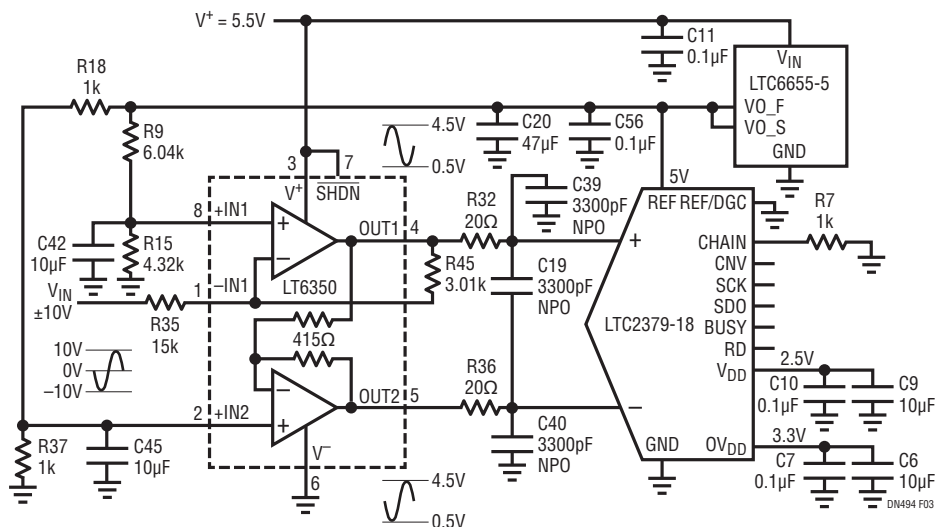 V+ = 5.5V
C11
0.1µF
VIN
LTC6655-5
VO_F
VO_S
GND
R18
1k
R9
6.04k
4.5V
0.5V
C20
47µF
C56
0.1µF
3
7
V+
SHDN
5V
R32
20Ω
C39
3300pF
NPO
REF
REF/DGC
R7
1k
8
+IN1
OUT1
4
C42
10µF
R15
4.32k
+
–
+
CHAIN
CNV
SCK
SDO
BUSY
RD
VDD
R45
3.01k
C19
3300pF
NPO
VIN
±10V
1
–IN1
LT6350
LTC2379-18
R35
15k
415Ω
10V
0V
–10V
R36
20Ω
2.5V
C10
0.1µF
C9
10µF
–
+
OUT2
5
–
2
+IN2
R37
1k
C45
10µF
V–
6
C40
3300pF
NPO
GND
OVDD
3.3V
C7
0.1µF
C6
10µF
4.5V
0.5V
DN494 F03